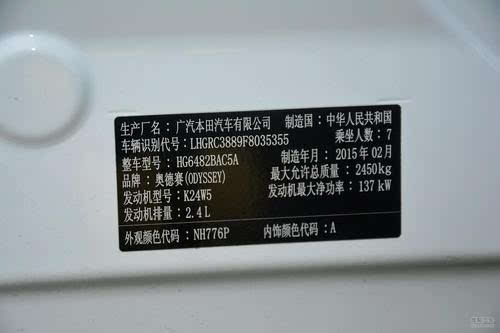 生产厂名：广汽本田汽车有限公司 制造国：中华人民共和国
车辆识别代号：LHGRC3889F8035355 乘坐人数：7
整车型号：HG6482BAC5A 制造年月：2015年02月
品牌：奥德赛(ODYSSEY) 最大允许总质量：2450kg
发动机型号：K24W5 发动机最大净功率：137kW
发动机排量：2.4L
外观颜色代码：NH776P 内饰颜色代码：A